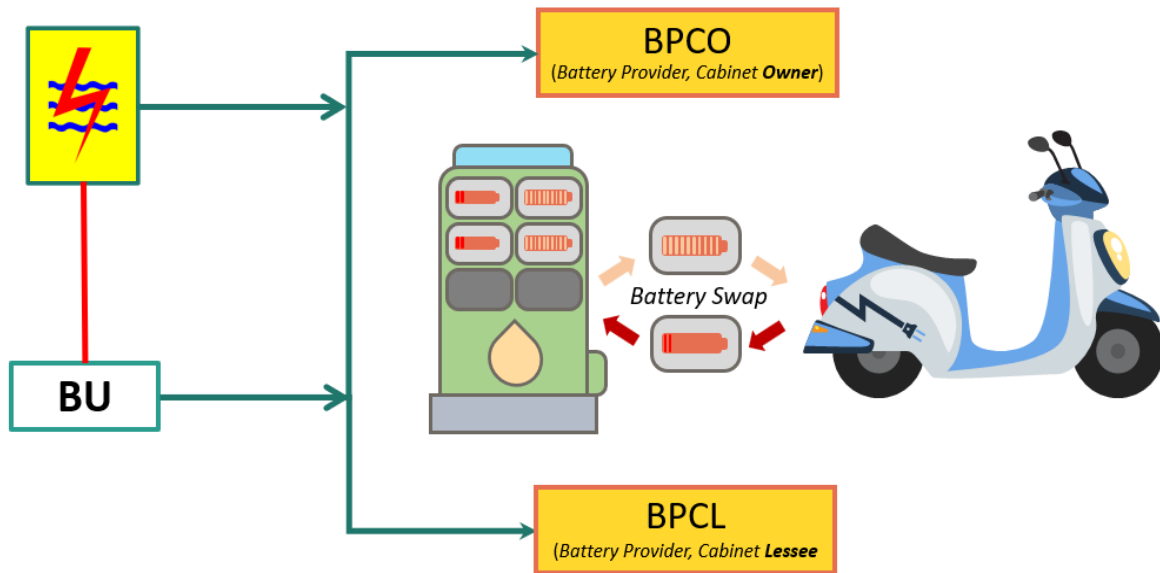 BPCO
(Battery Provider, Cabinet Owner)
Battery Swap
BU
BPCL
(Battery Provider, Cabinet Lessee